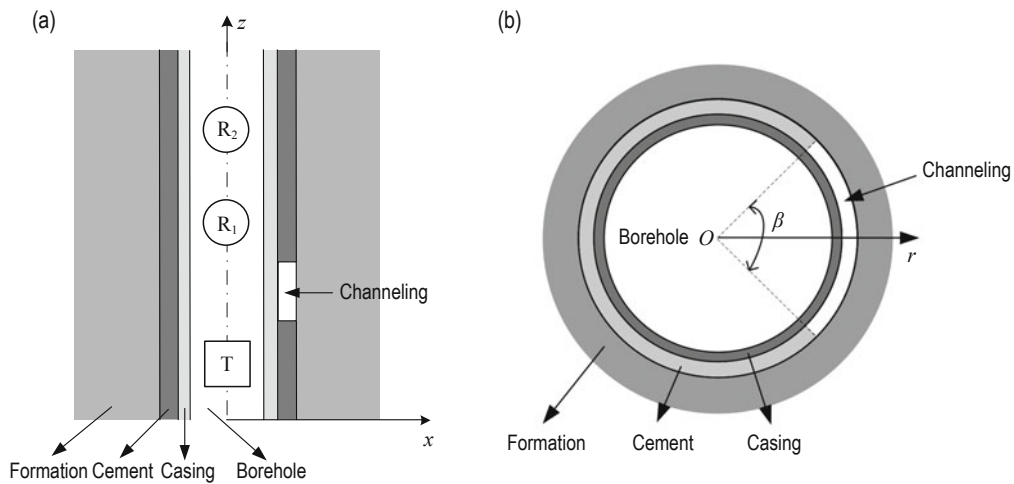 (a)
z
R2
R1
Channeling
T
x
Formation Cement Casing Borehole
(b)
Channeling
Borehole O β
r
Formation Cement Casing